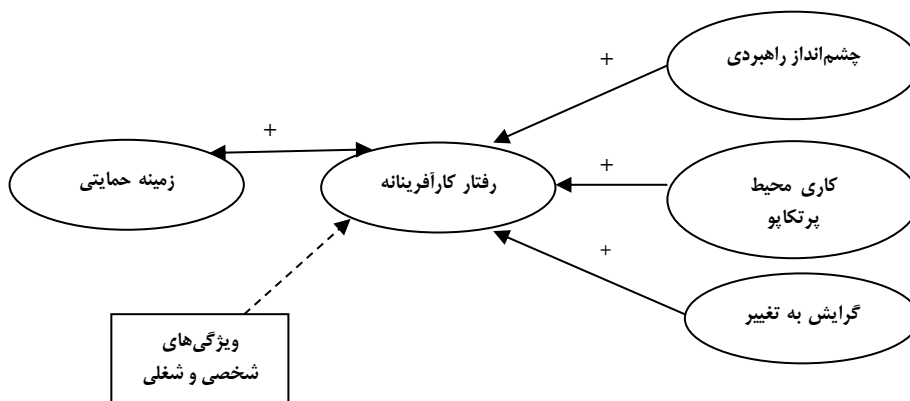 چشم‌انداز راهبردی
+
+
زمینه حمایتی
رفتار کارآفرینانه
+
کاری محیط
پرتکاپو
+
گرایش به تغییر
ویژگی‌های
شخصی و شغلی